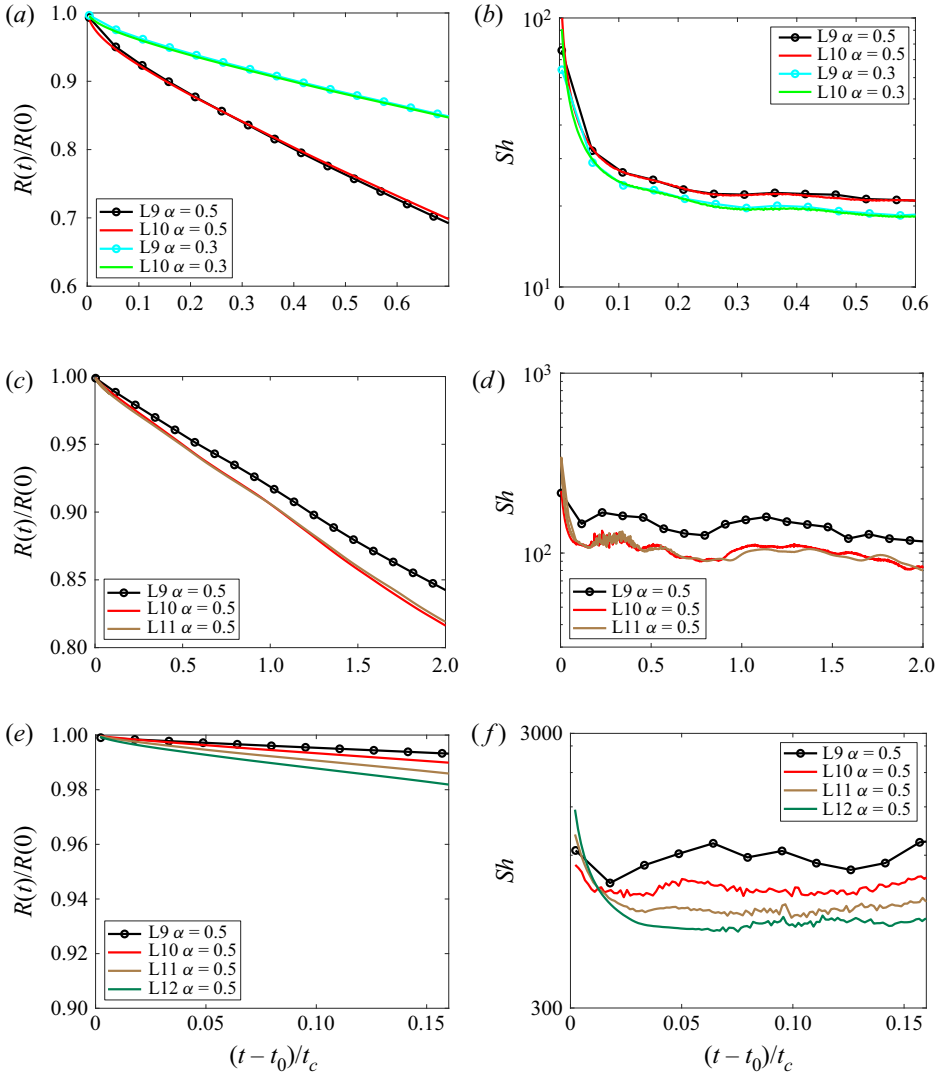 (a)
1.0
0.9
0.8
0.7
0.6
R(t)/R(0)
L9 α = 0.5
L10 α = 0.5
L9 α = 0.3
L10 α = 0.3
0 0.1 0.2 0.3 0.4 0.5 0.6
(b)
10²
10¹
Sh
L9 α = 0.5
L10 α = 0.5
L9 α = 0.3
L10 α = 0.3
0 0.1 0.2 0.3 0.4 0.5 0.6
(c)
1.00
0.95
0.90
0.85
0.80
R(t)/R(0)
L9 α = 0.5
L10 α = 0.5
L11 α = 0.5
0 0.5 1.0 1.5 2.0
(d)
10³
10²
Sh
L9 α = 0.5
L10 α = 0.5
L11 α = 0.5
0 0.5 1.0 1.5 2.0
(e)
1.00
0.98
0.96
0.94
0.92
0.90
R(t)/R(0)
L9 α = 0.5
L10 α = 0.5
L11 α = 0.5
L12 α = 0.5
0 0.05 0.10 0.15
(t – t₀)/t꜀
(f)
3000
300
Sh
L9 α = 0.5
L10 α = 0.5
L11 α = 0.5
L12 α = 0.5
0 0.05 0.10 0.15
(t – t₀)/t꜀